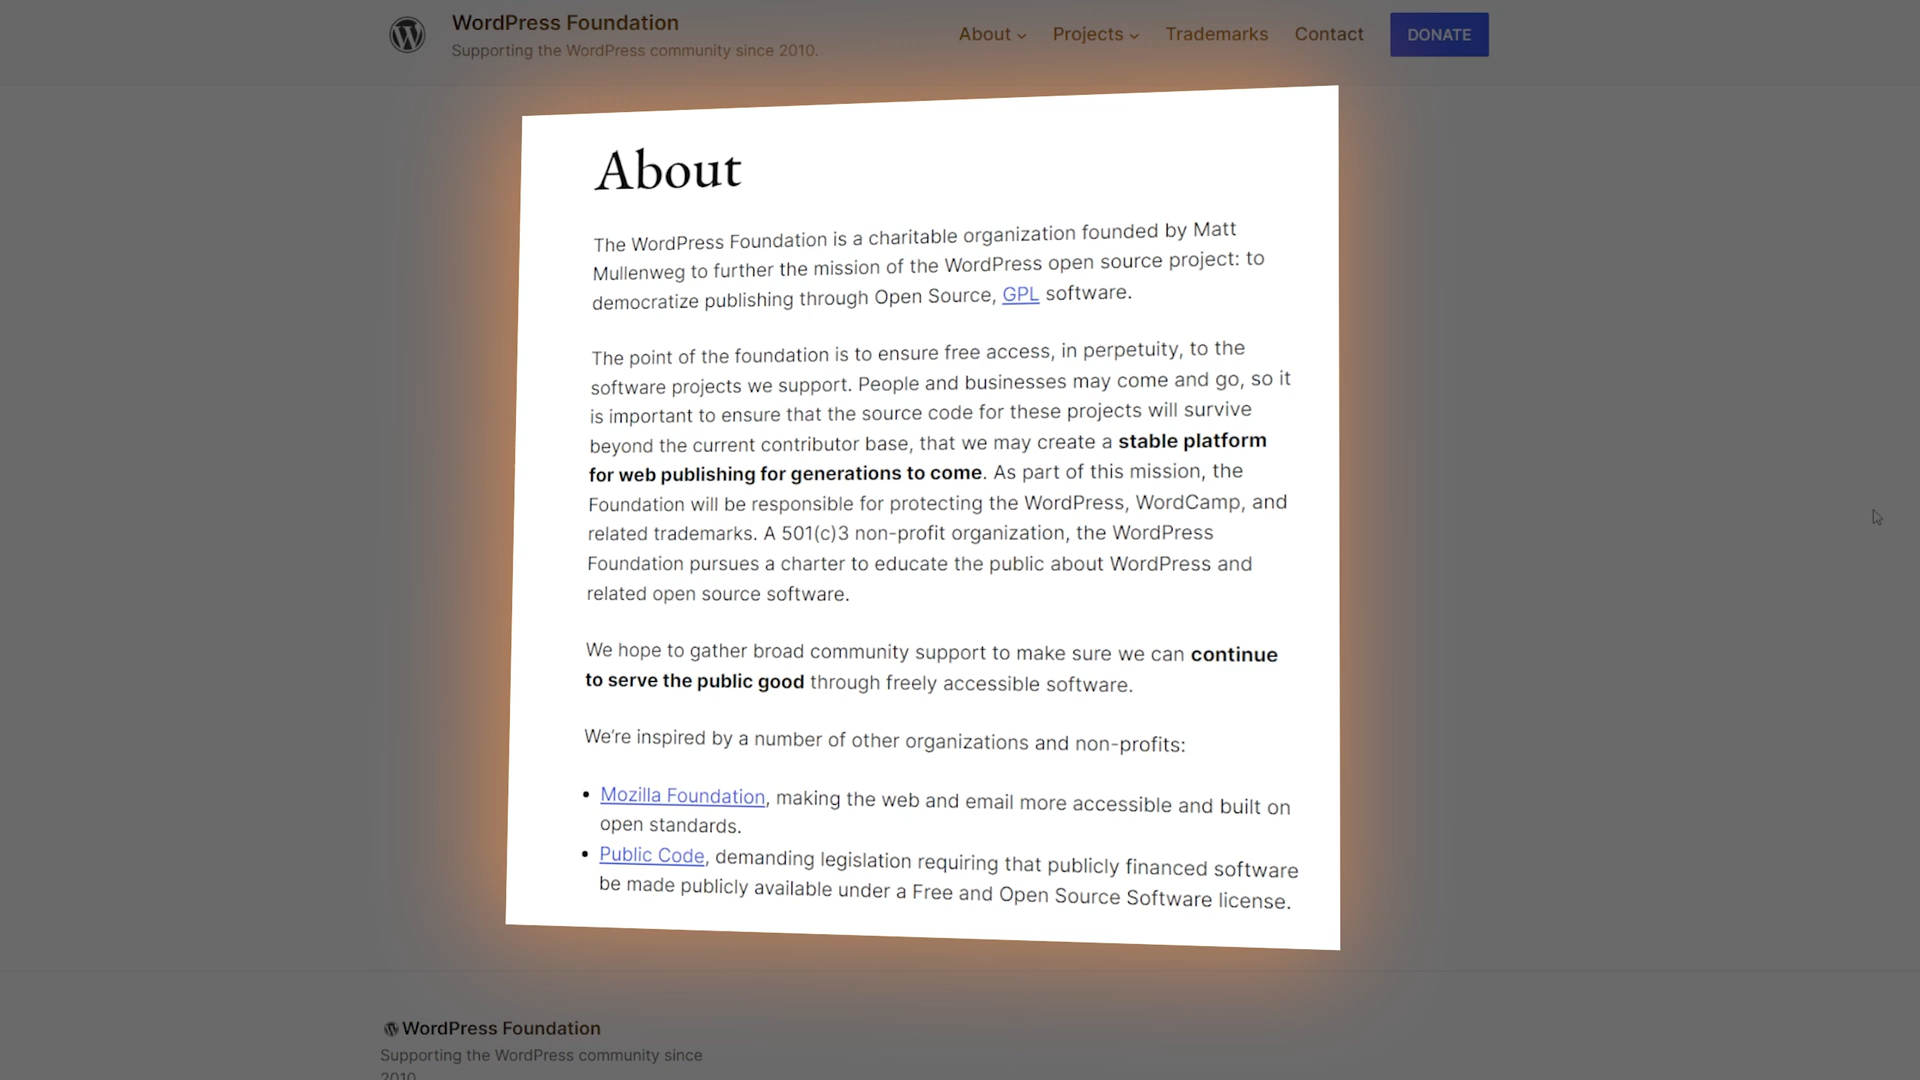 WordPress Foundation
Supporting the WordPress community since 2010.
About
Projects
Trademarks
Contact
DONATE
About
The WordPress Foundation is a charitable organization founded by Matt
Mullenweg to further the mission of the WordPress open source project: to
democratize publishing through Open Source, GPL software.
The point of the foundation is to ensure free access, in perpetuity, to the
software projects we support. People and businesses may come and go, so it
is important to ensure that the source code for these projects will survive
beyond the current contributor base, that we may create a stable platform
for web publishing for generations to come. As part of this mission, the
Foundation will be responsible for protecting the WordPress, WordCamp, and
related trademarks. A 501(c)3 non-profit organization, the WordPress
Foundation pursues a charter to educate the public about WordPress and
related open source software.
We hope to gather broad community support to make sure we can continue
to serve the public good through freely accessible software.
We’re inspired by a number of other organizations and non-profits:
• Mozilla Foundation, making the web and email more accessible and built on
open standards.
• Public Code, demanding legislation requiring that publicly financed software
be made publicly available under a Free and Open Source Software license.
WordPress Foundation
Supporting the WordPress community since
2010.